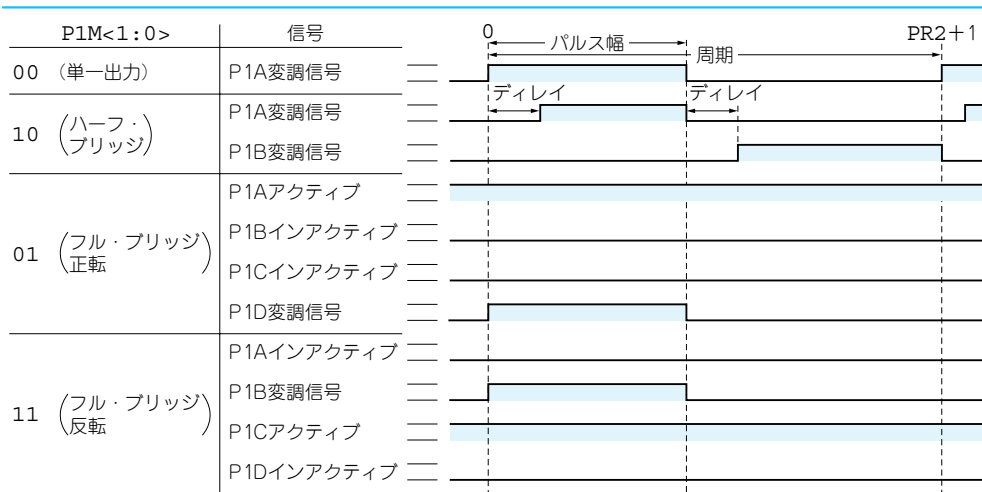 P1M<1:0> 信号 0 PR2+1
パルス幅
周期
00 (単一出力) P1A変調信号
ディレイ ディレイ
10 (ハーフ・ブリッジ) P1A変調信号
P1B変調信号
01 (フル・ブリッジ正転) P1Aアクティブ
P1Bインアクティブ
P1Cインアクティブ
P1D変調信号
11 (フル・ブリッジ反転) P1Aインアクティブ
P1B変調信号
P1Cアクティブ
P1Dインアクティブ